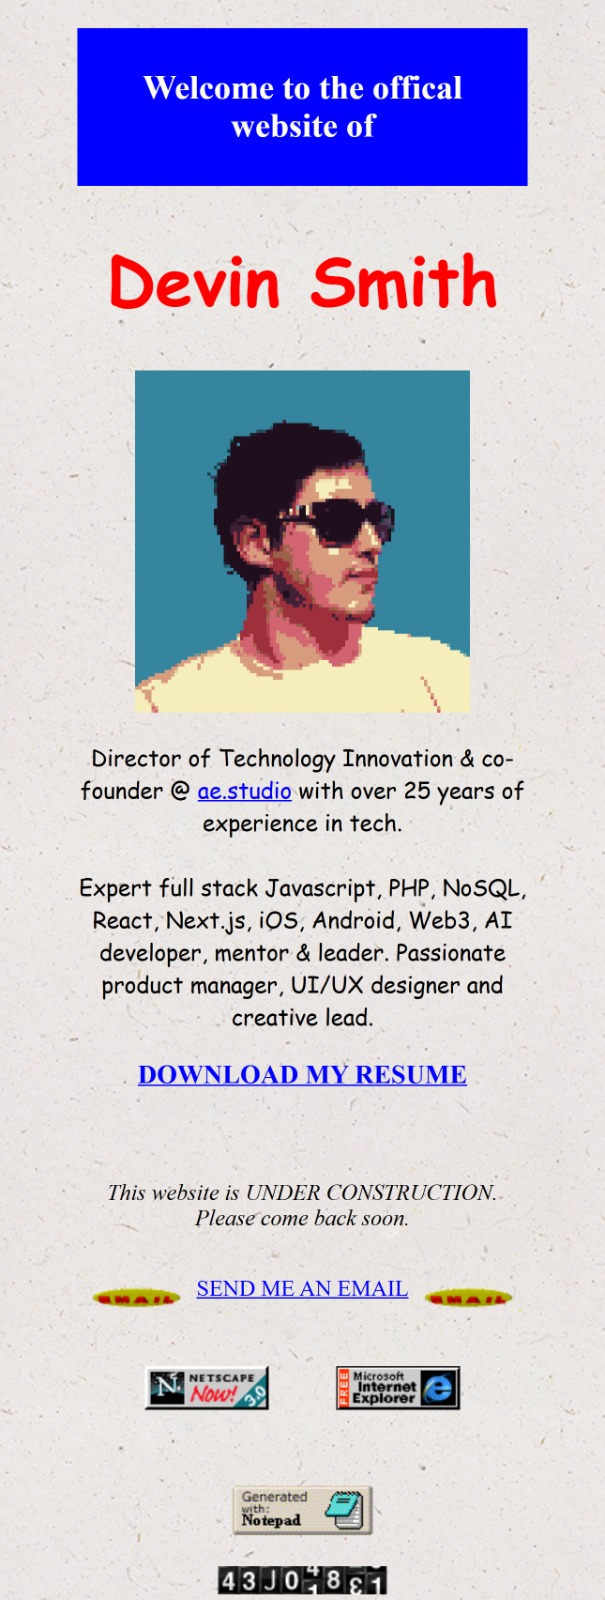 Welcome to the offical
website of
Devin Smith
Director of Technology Innovation & co-
founder @ ae.studio with over 25 years of
experience in tech.
Expert full stack Javascript, PHP, NoSQL,
React, Next.js, iOS, Android, Web3, AI
developer, mentor & leader. Passionate
product manager, UI/UX designer and
creative lead.
DOWNLOAD MY RESUME
This website is UNDER CONSTRUCTION.
Please come back soon.
EMAIL SEND ME AN EMAIL EMAIL
N NETSCAPE
Now! 3.0
FREE Microsoft
Internet
Explorer
Generated
with:
Notepad